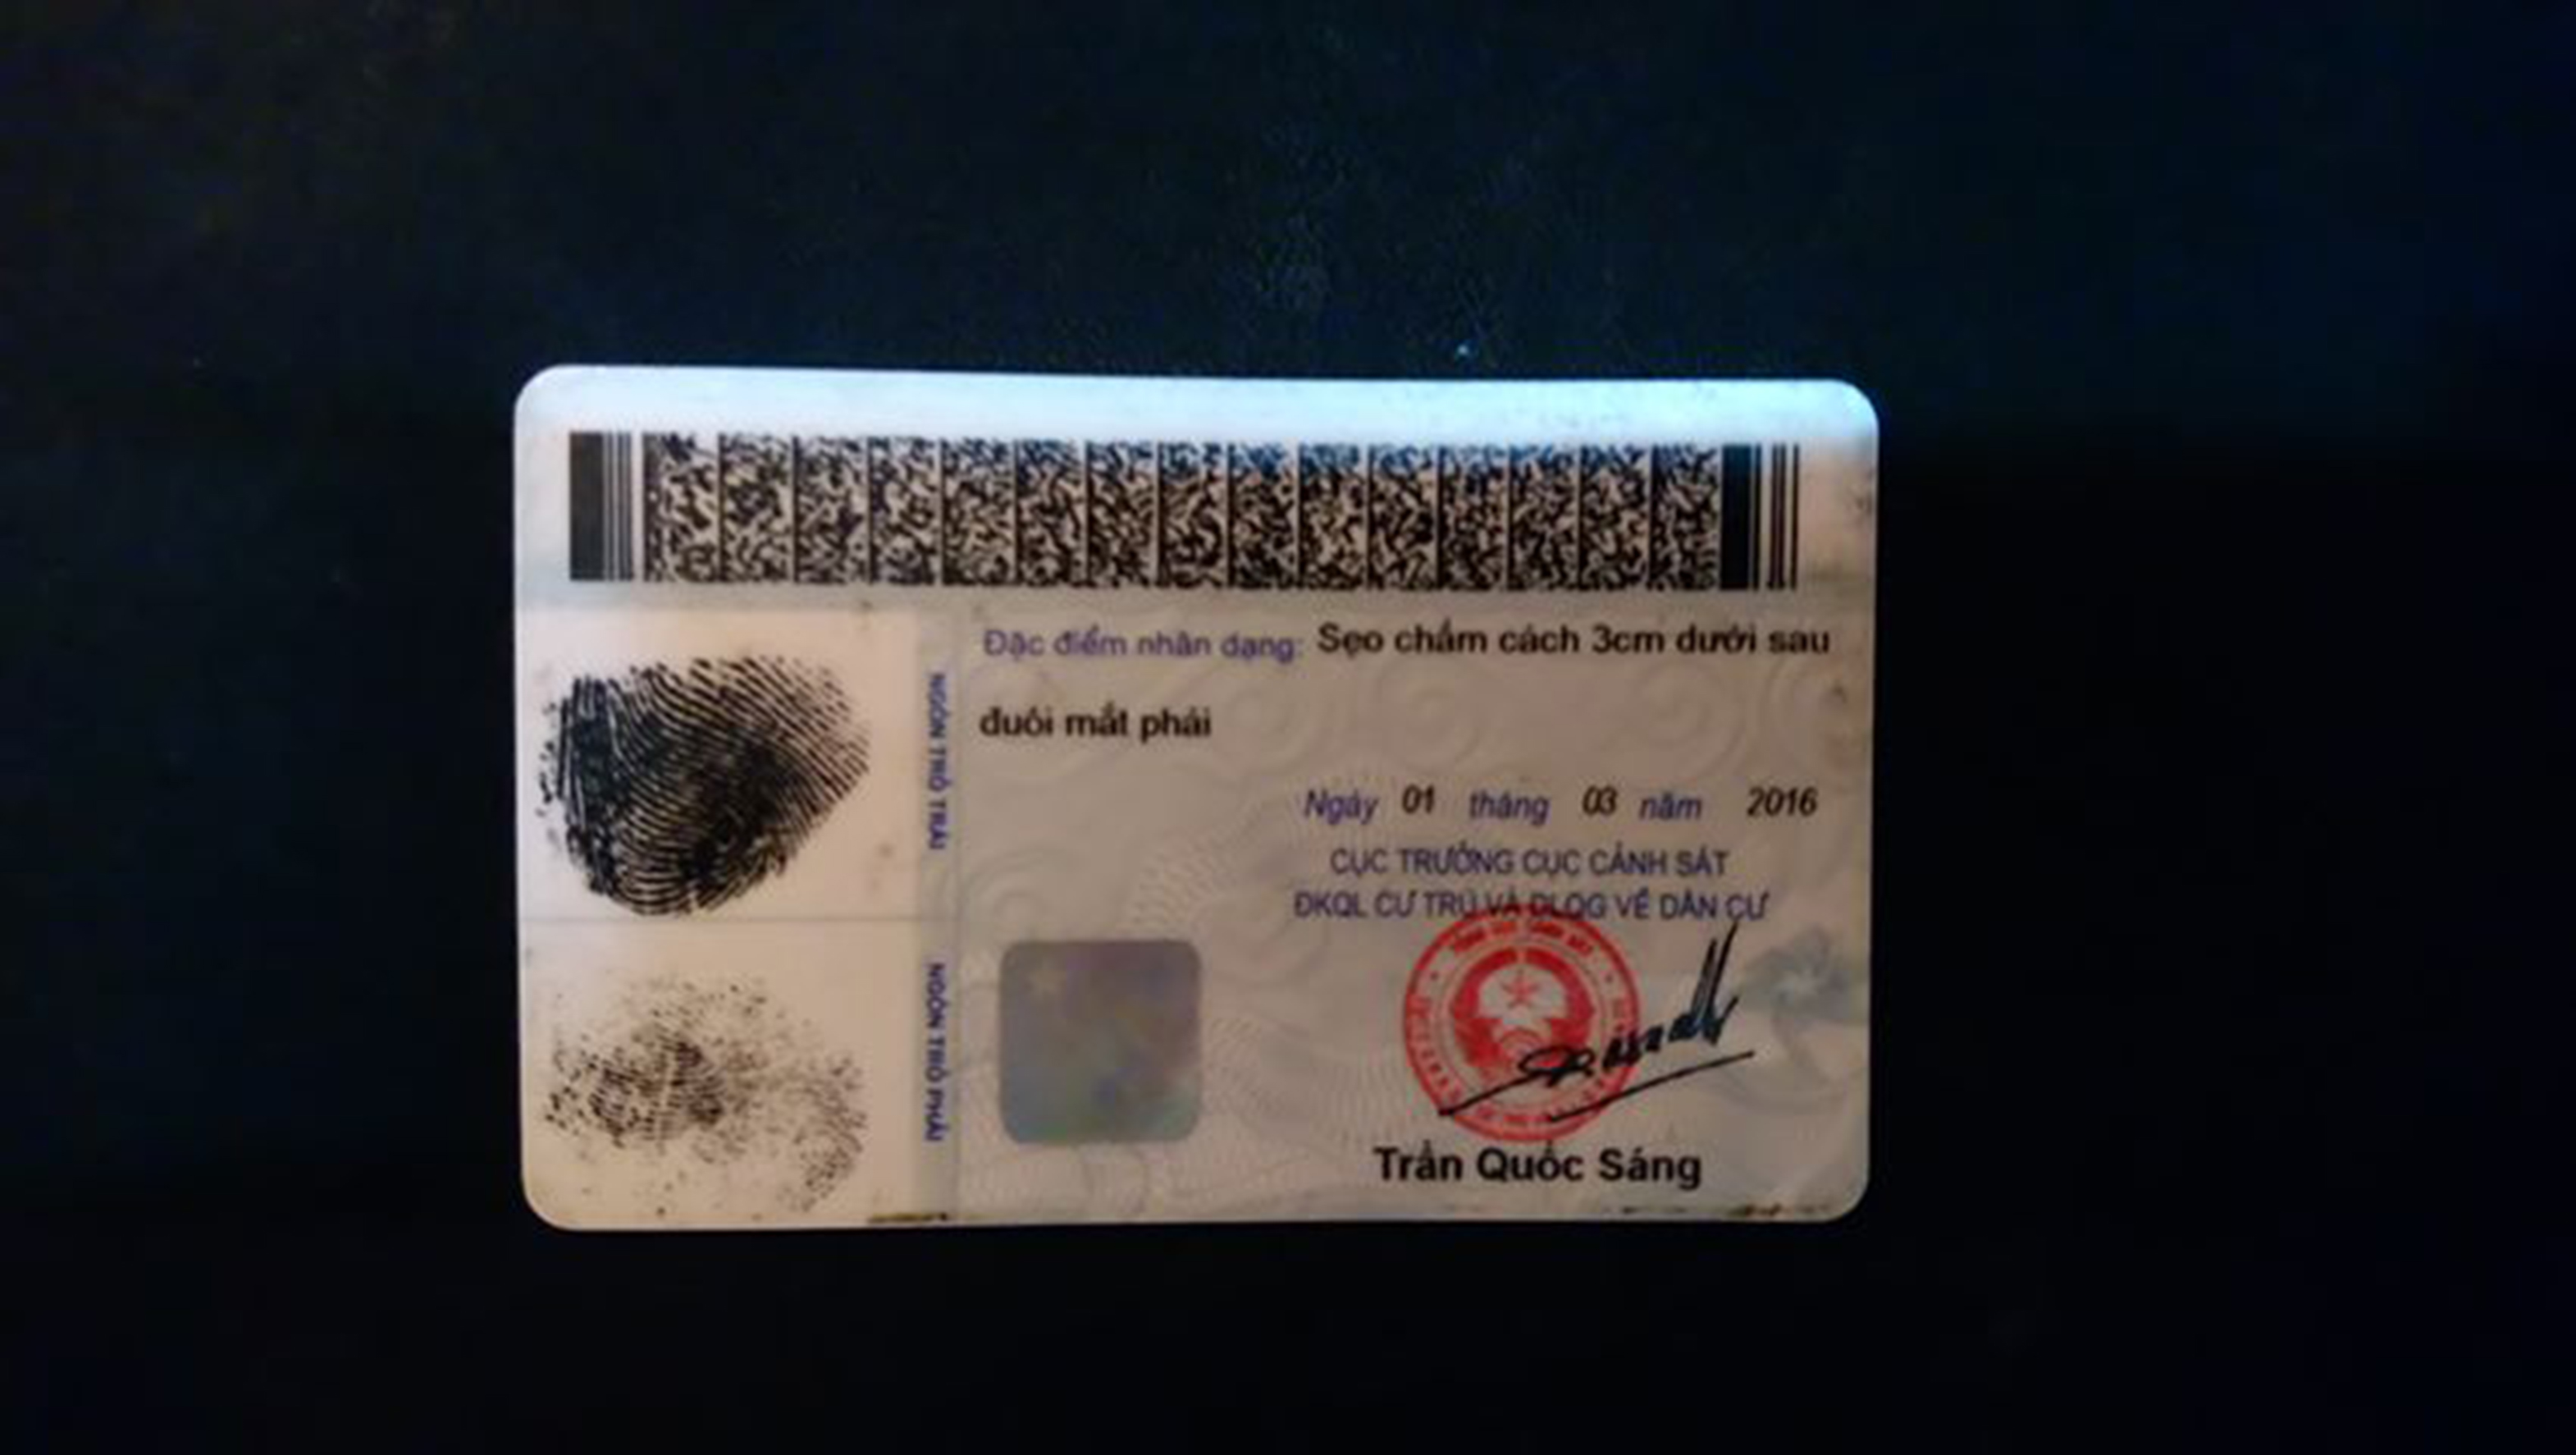 Đặc điểm nhân dạng: Sẹo chấm cách 3cm dưới sau
đuôi mắt phải
NGÓN TRỎ TRÁI
Ngày 01 tháng 03 năm 2016
CỤC TRƯỞNG CỤC CẢNH SÁT
ĐKQL CƯ TRÚ VÀ DLQG VỀ DÂN CƯ
NGÓN TRỎ PHẢI
Trần Quốc Sáng